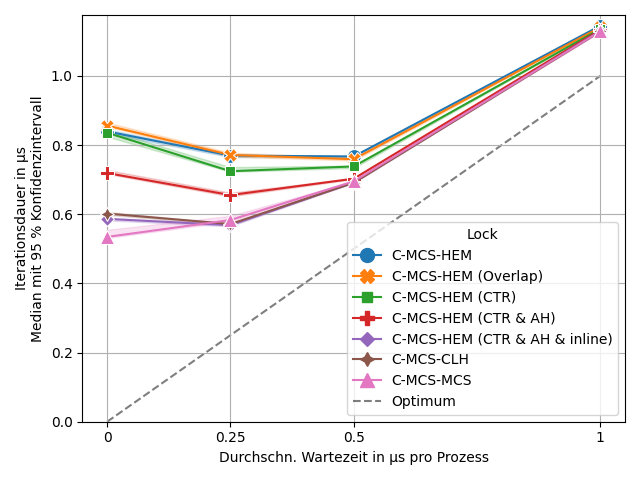 Iterationsdauer in µs
Median mit 95 % Konfidenzintervall
1.0
0.8
0.6
0.4
0.2
0.0
0
0.25
0.5
1
Durchschn. Wartezeit in µs pro Prozess
Lock
C-MCS-HEM
C-MCS-HEM (Overlap)
C-MCS-HEM (CTR)
C-MCS-HEM (CTR & AH)
C-MCS-HEM (CTR & AH & inline)
C-MCS-CLH
C-MCS-MCS
Optimum